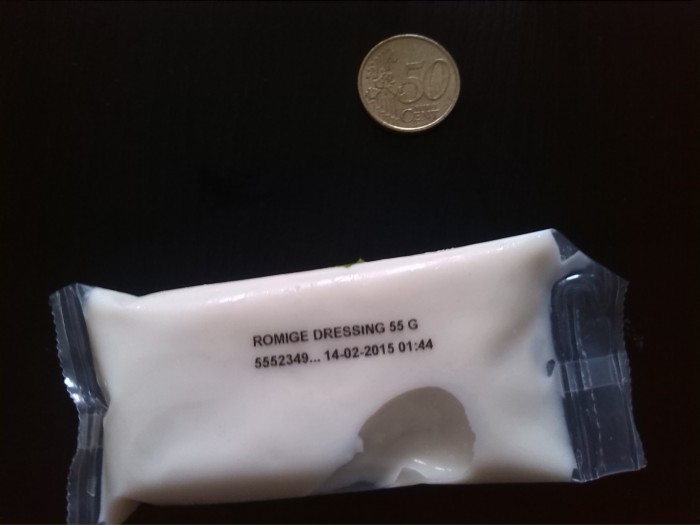 50
CENT
ROMIGE DRESSING 55 G
5552349... 14-02-2015 01:44